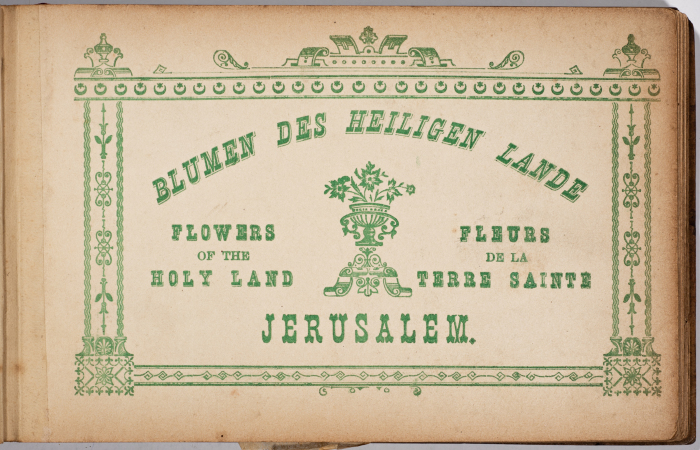 BLUMEN DES HEILIGEN LANDE
FLOWERS
OF THE
HOLY LAND
FLEURS
DE LA
TERRE SAINTE
JERUSALEM.